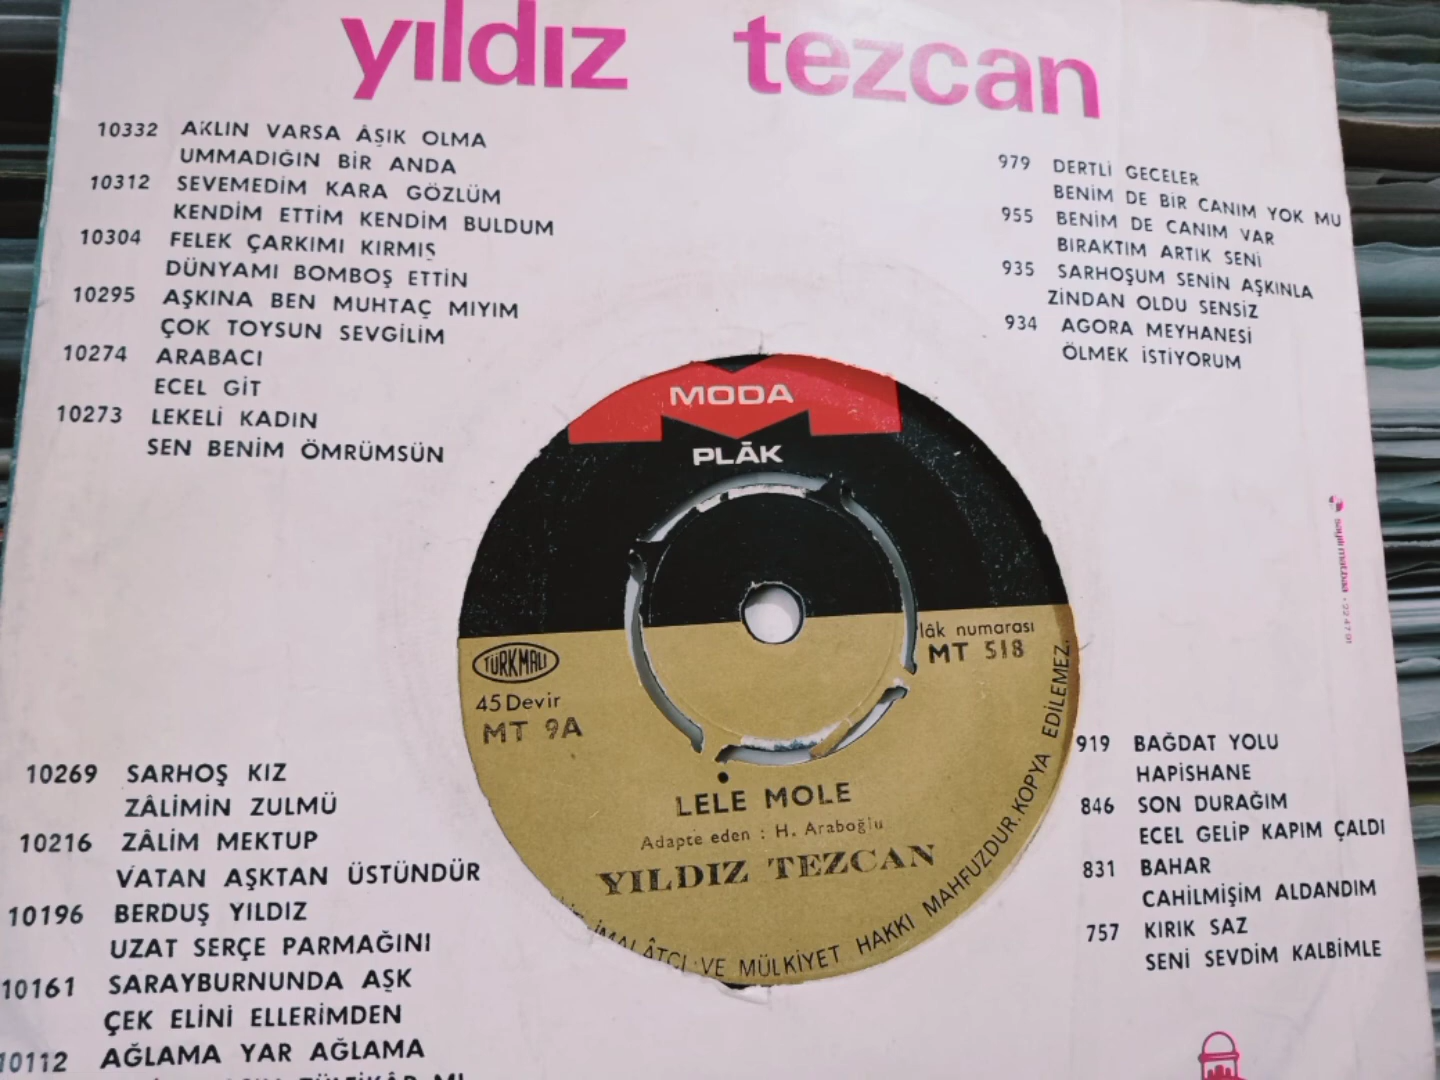 yıldız tezcan
10332 AKLIN VARSA ÂŞIK OLMA
UMMADIĞIN BİR ANDA
10312 SEVEMEDİM KARA GÖZLÜM
KENDİM ETTİM KENDİM BULDUM
10304 FELEK ÇARKIMI KIRMIŞ
DÜNYAMI BOMBOŞ ETTİN
10295 AŞKINA BEN MUHTAÇ MIYIM
ÇOK TOYSUN SEVGİLİM
10274 ARABACI
ECEL GİT
10273 LEKELİ KADIN
SEN BENİM ÖMRÜMSÜN
979 DERTLİ GECELER
BENİM DE BİR CANIM YOK MU
955 BENİM DE CANIM VAR
BIRAKTIM ARTIK SENİ
935 SARHOŞUM SENİN AŞKINLA
ZİNDAN OLDU SENSİZ
934 AGORA MEYHANESİ
ÖLMEK İSTİYORUM
MODA
PLÂK
TÜRKMALI
45 Devir
MT 9A
lâk numarası
MT 518
LELE MOLE
Adapte eden : H. Araboğlu
YILDIZ TEZCAN
İMALÂTÇI VE MÜLKİYET HAKKI MAHFUZDUR. KOPYA EDİLEMEZ.
10269 SARHOŞ KIZ
ZÂLİMİN ZULMÜ
10216 ZÂLİM MEKTUP
VATAN AŞKTAN ÜSTÜNDÜR
10196 BERDUŞ YILDIZ
UZAT SERÇE PARMAĞINI
10161 SARAYBURNUNDA AŞK
ÇEK ELİNİ ELLERİMDEN
10112 AĞLAMA YAR AĞLAMA
919 BAĞDAT YOLU
HAPİSHANE
846 SON DURAĞIM
ECEL GELİP KAPIM ÇALDI
831 BAHAR
CAHİLMİŞİM ALDANDIM
757 KIRIK SAZ
SENİ SEVDİM KALBİMLE